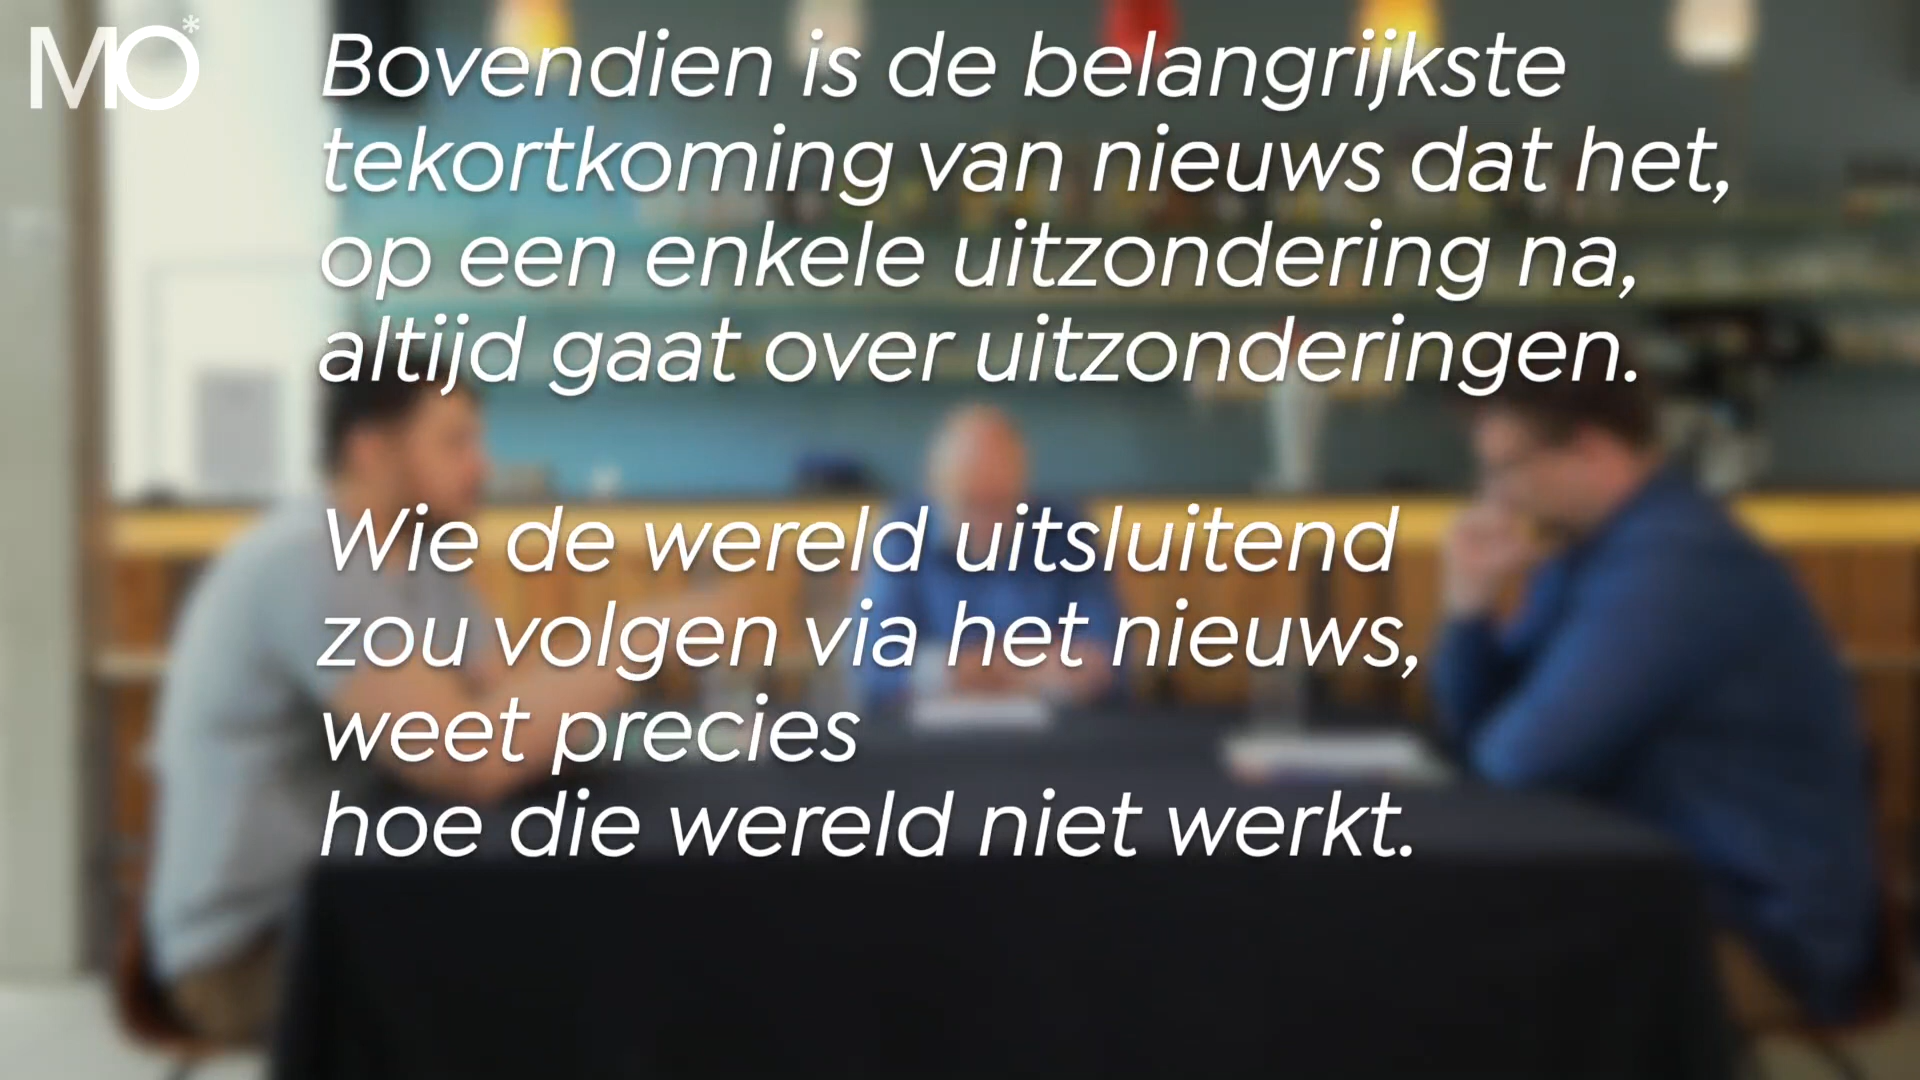 MO*
Bovendien is de belangrijkste
tekortkoming van nieuws dat het,
op een enkele uitzondering na,
altijd gaat over uitzonderingen.
Wie de wereld uitsluitend
zou volgen via het nieuws,
weet precies
hoe die wereld niet werkt.